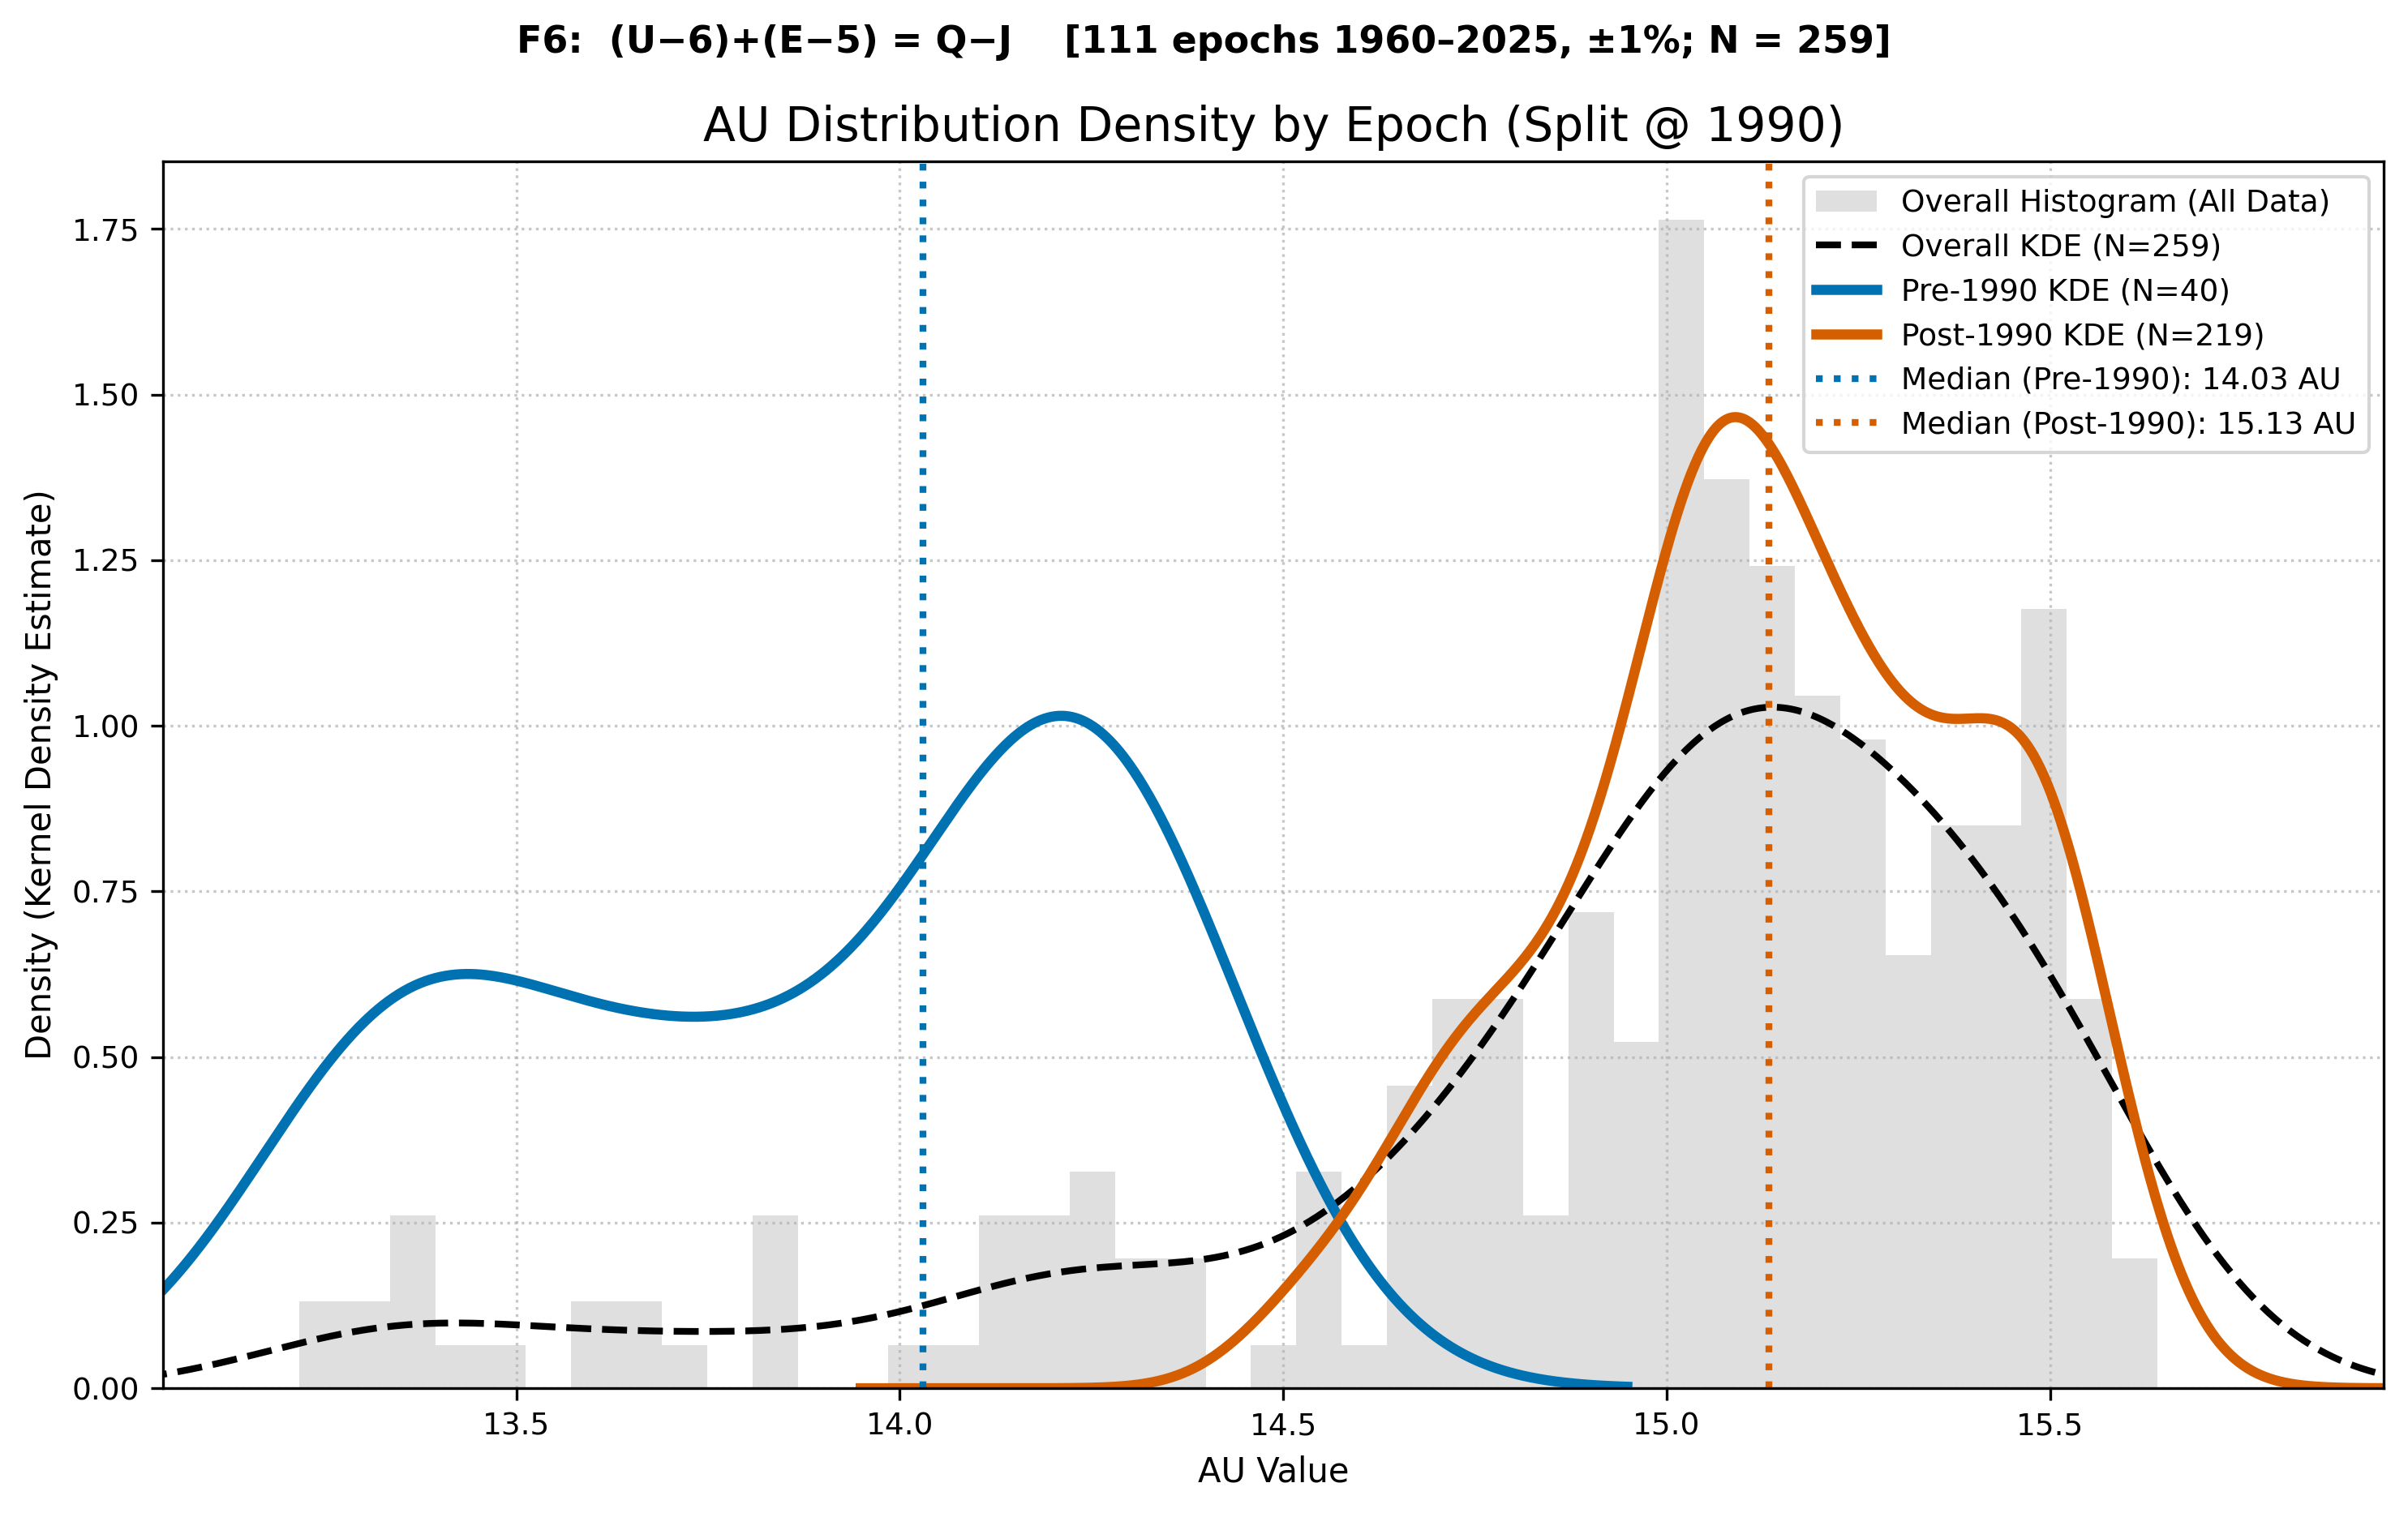 F6:  (U−6)+(E−5) = Q−J    [111 epochs 1960–2025, ±1%; N = 259]
AU Distribution Density by Epoch (Split @ 1990)
Overall Histogram (All Data)
Overall KDE (N=259)
Pre-1990 KDE (N=40)
Post-1990 KDE (N=219)
Median (Pre-1990): 14.03 AU
Median (Post-1990): 15.13 AU
Density (Kernel Density Estimate)
1.75
1.50
1.25
1.00
0.75
0.50
0.25
0.00
13.5 14.0 14.5 15.0 15.5
AU Value